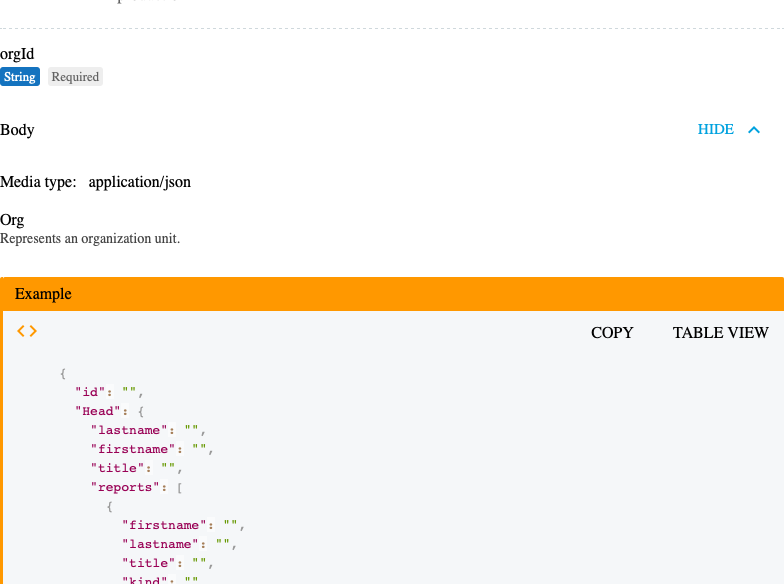 orgId
String Required
Body HIDE
Media type: application/json
Org
Represents an organization unit.
Example
<> COPY TABLE VIEW
{
"id": "",
"Head": {
"lastname": "",
"firstname": "",
"title": "",
"reports": [
{
"firstname": "",
"lastname": "",
"title": "",
"kind": ""